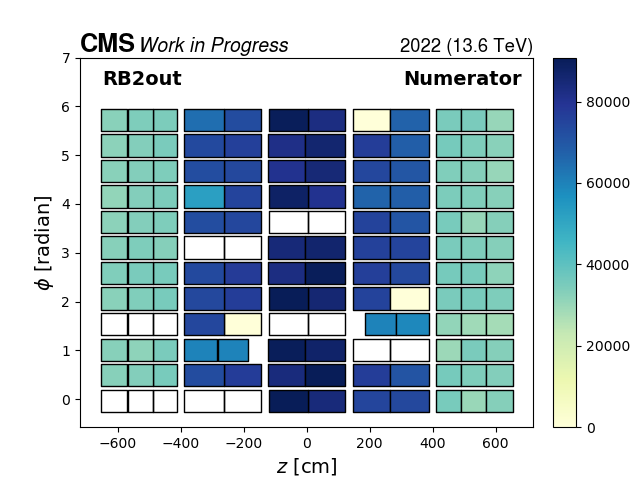 CMS Work in Progress 2022 (13.6 TeV)
RB2out Numerator
7
6
5
4
3
2
1
0
ϕ [radian]
−600 −400 −200 0 200 400 600
z [cm]
80000
60000
40000
20000
0